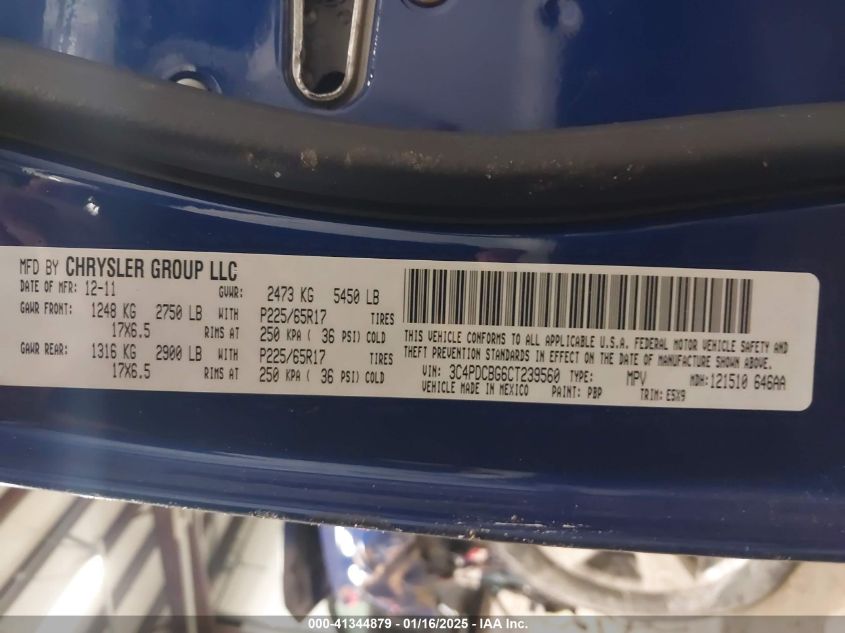 MFD BY CHRYSLER GROUP LLC
DATE OF MFR: 12-11 GVWR: 2473 KG 5450 LB
GAWR FRONT: 1248 KG 2750 LB WITH P225/65R17 TIRES
17X6.5 RIMS AT 250 KPA ( 36 PSI) COLD
GAWR REAR: 1316 KG 2900 LB WITH P225/65R17 TIRES
17X6.5 RIMS AT 250 KPA ( 36 PSI) COLD
THIS VEHICLE CONFORMS TO ALL APPLICABLE U.S.A. FEDERAL MOTOR VEHICLE SAFETY AND
THEFT PREVENTION STANDARDS IN EFFECT ON THE DATE OF MANUFACTURE SHOWN ABOVE.
VIN: 3C4PDCBG6CT239560 TYPE: MPV MDH: 121510 646AA
VEHICLE MADE IN MEXICO PAINT: PBP TRIM: E5X9
000-41344879 - 01/16/2025 - IAA Inc.